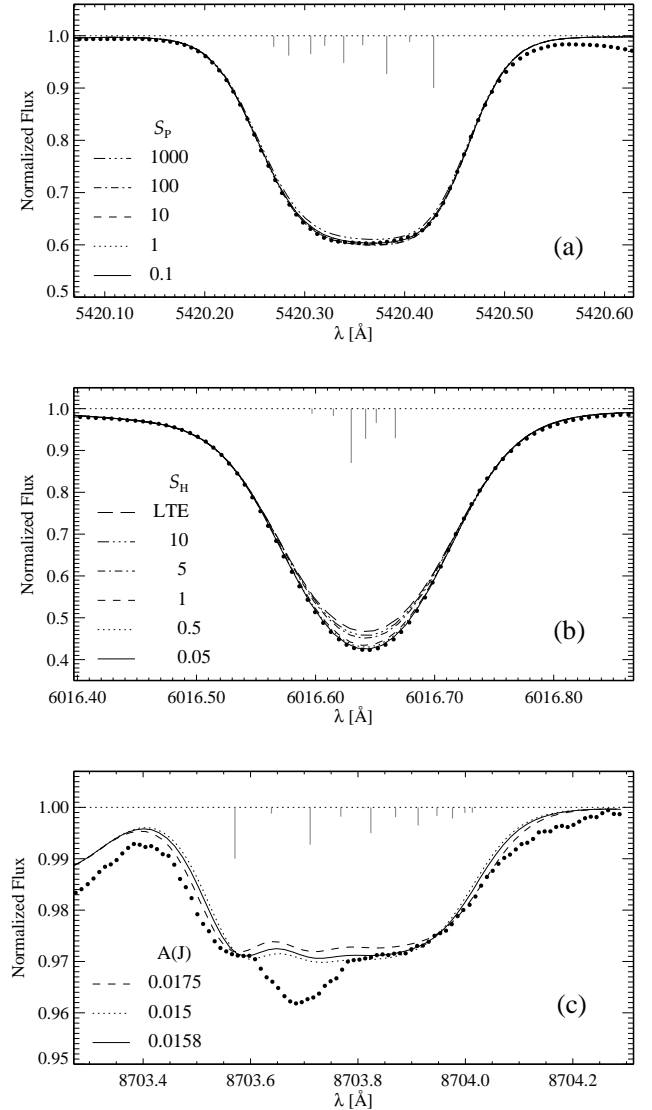 1.0
0.9
0.8
0.7
0.6
0.5
Normalized Flux
S_P
1000
100
10
1
0.1
(a)
5420.10 5420.20 5420.30 5420.40 5420.50 5420.60
λ [Å]
1.0
0.9
0.8
0.7
0.6
0.5
0.4
Normalized Flux
S_H
LTE
10
5
1
0.5
0.05
(b)
6016.40 6016.50 6016.60 6016.70 6016.80
λ [Å]
1.00
0.99
0.98
0.97
0.96
0.95
Normalized Flux
A(J)
0.0175
0.015
0.0158
(c)
8703.4 8703.6 8703.8 8704.0 8704.2
λ [Å]